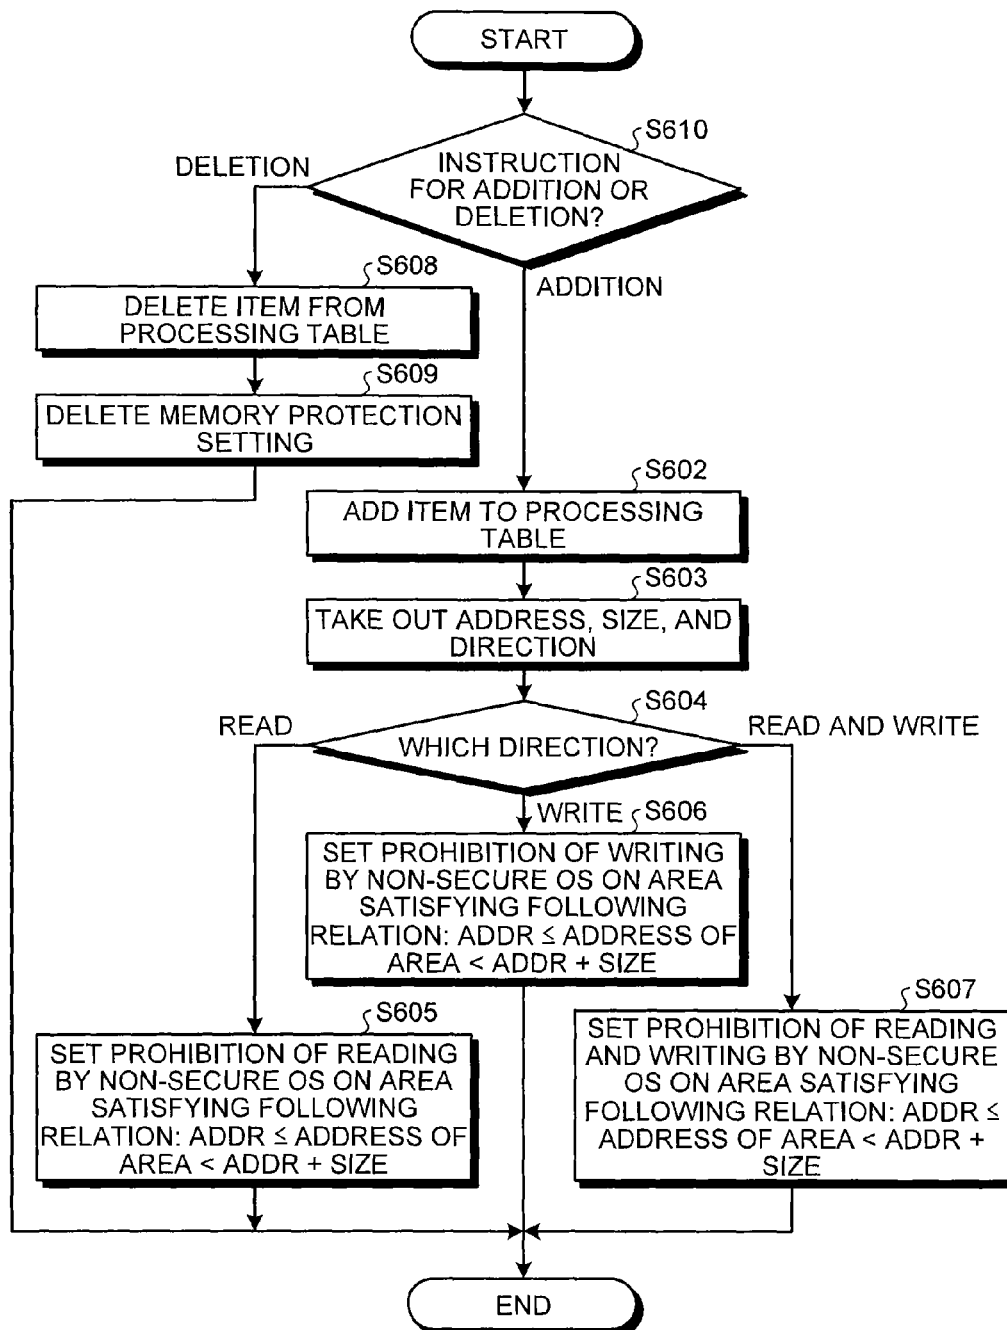 START
S610
INSTRUCTION
FOR ADDITION OR
DELETION?
DELETION
ADDITION
S608
DELETE ITEM FROM
PROCESSING TABLE
S609
DELETE MEMORY PROTECTION
SETTING
S602
ADD ITEM TO PROCESSING
TABLE
S603
TAKE OUT ADDRESS, SIZE, AND
DIRECTION
S604
WHICH DIRECTION?
READ
READ AND WRITE
WRITE
S606
SET PROHIBITION OF WRITING
BY NON-SECURE OS ON AREA
SATISFYING FOLLOWING
RELATION: ADDR ≤ ADDRESS OF
AREA < ADDR + SIZE
S605
SET PROHIBITION OF READING
BY NON-SECURE OS ON AREA
SATISFYING FOLLOWING
RELATION: ADDR ≤ ADDRESS OF
AREA < ADDR + SIZE
S607
SET PROHIBITION OF READING
AND WRITING BY NON-SECURE
OS ON AREA SATISFYING
FOLLOWING RELATION: ADDR ≤
ADDRESS OF AREA < ADDR +
SIZE
END